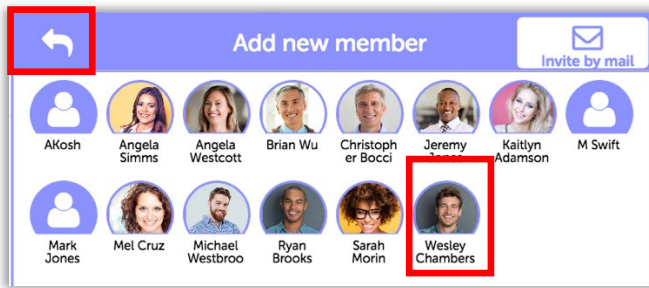 Add new member
Invite by mail
AKosh
Angela
Simms
Angela
Westcott
Brian Wu
Christoph
er Bocci
Jeremy
Jones
Kaitlyn
Adamson
M Swift
Mark
Jones
Mel Cruz
Michael
Westbroo
Ryan
Brooks
Sarah
Morin
Wesley
Chambers